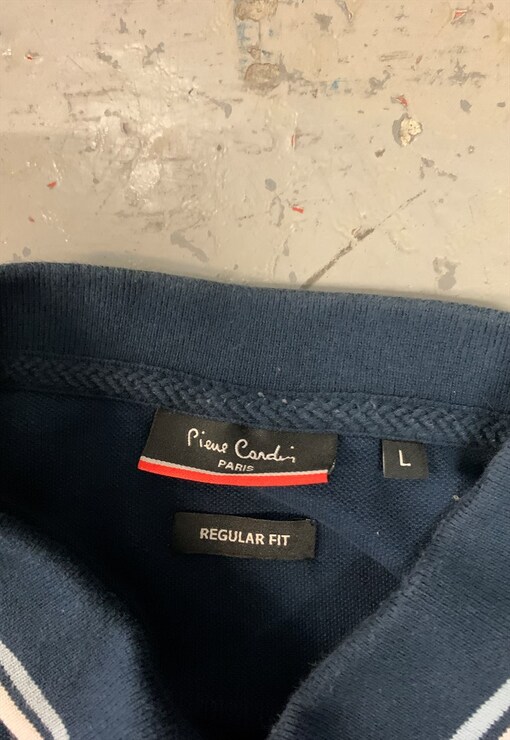 Pierre Cardin
PARIS
L
REGULAR FIT